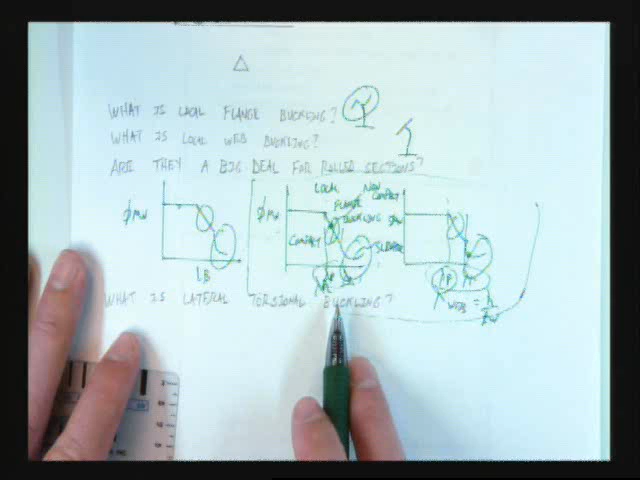 WHAT IS LOCAL FLANGE BUCKLING?
WHAT IS LOCAL WEB BUCKLING?
ARE THEY A BIG DEAL FOR ROLLED SECTIONS?
LOCAL
FLANGE
BUCKLING
NON
COMPACT
ϕMn
ϕMn
COMPACT
SLENDER
LB
λp
WEB = h
WHAT IS LATERAL TORSIONAL BUCKLING?